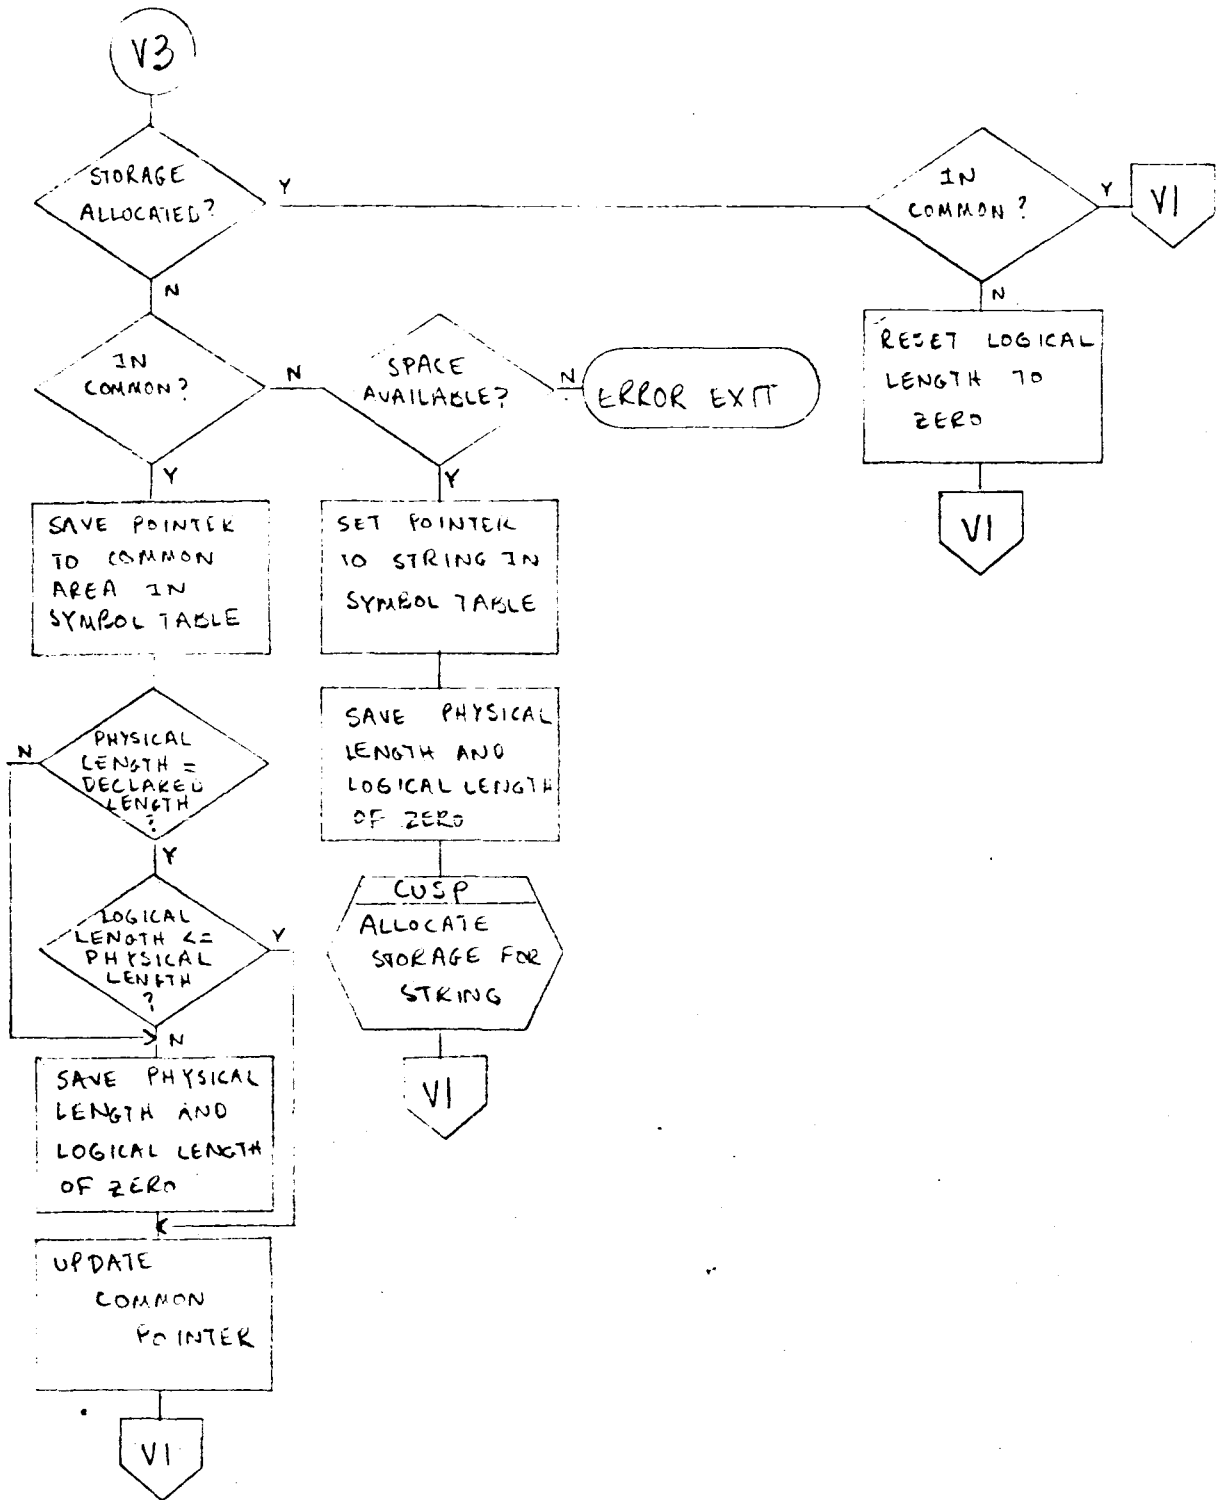 V3
STORAGE
ALLOCATED?
Y
IN
COMMON?
Y
V1
N
N
RESET LOGICAL
LENGTH TO
ZERO
V1
IN
COMMON?
N
SPACE
AVAILABLE?
N
ERROR EXIT
Y
Y
SAVE POINTER
TO COMMON
AREA IN
SYMBOL TABLE
SET POINTER
TO STRING IN
SYMBOL TABLE
N
PHYSICAL
LENGTH =
DECLARED
LENGTH
?
Y
SAVE PHYSICAL
LENGTH AND
LOGICAL LENGTH
OF ZERO
LOGICAL
LENGTH <=
PHYSICAL
LENGTH
?
Y
N
CUSP
ALLOCATE
STORAGE FOR
STRING
V1
SAVE PHYSICAL
LENGTH AND
LOGICAL LENGTH
OF ZERO
UPDATE
COMMON
POINTER
V1